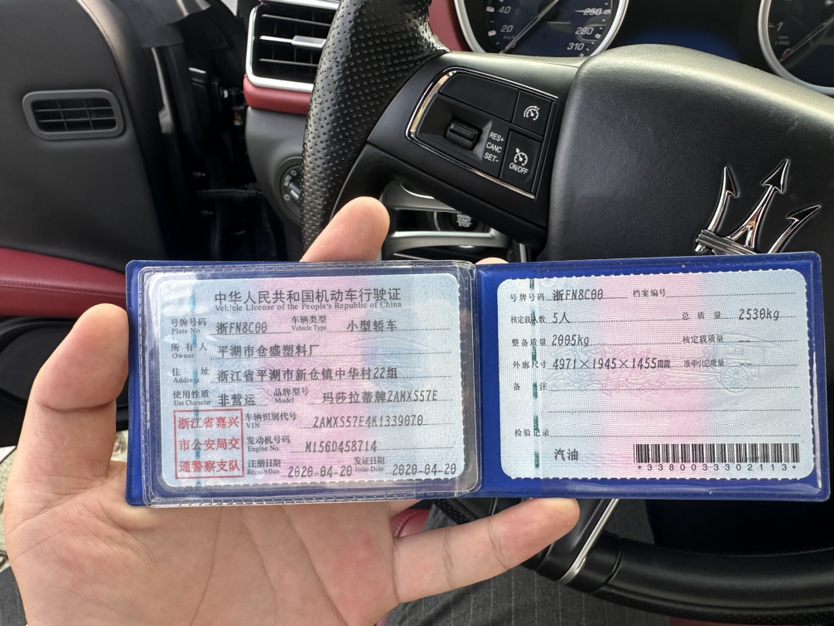 40
20
280
310
RES+
CANC
SET-
ON/OFF
中华人民共和国机动车行驶证
Vehicle License of the People's Republic of China
号牌号码 浙FN8C00 车辆类型 小型轿车
Plate No. Vehicle Type
所有人 平湖市仓盛塑料厂
Owner
住址 浙江省平湖市新仓镇中华村22组
Address
使用性质 非营运 品牌型号 玛莎拉蒂牌ZAMXS57E
Use Character Model
浙江省嘉兴
市公安局交
通警察支队
车辆识别代号 ZAMXS57E4K1339070
VIN
发动机号码 M156D458714
Engine No.
注册日期 2020-04-20 发证日期 2020-04-20
Register Date Issue Date
号牌号码 浙FN8C00 档案编号
核定载人数 5人 总质量 2530kg
整备质量 2005kg 核定载质量 --
外廓尺寸 4971×1945×1455mm 准牵引总质量 --
备注
检验记录
汽油
*3380033302113*